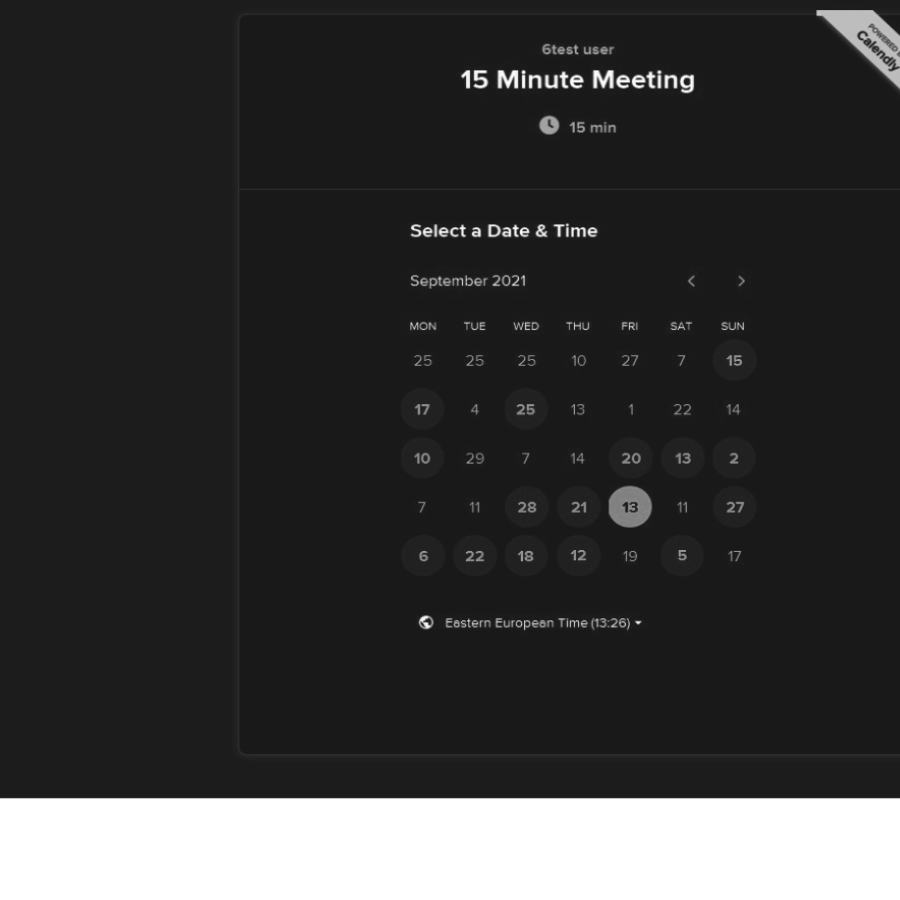 POWERED
Calendly
6test user
15 Minute Meeting
15 min
Select a Date & Time
September 2021
MON TUE WED THU FRI SAT SUN
25 25 25 10 27 7 15
17 4 25 13 1 22 14
10 29 7 14 20 13 2
7 11 28 21 13 11 27
6 22 18 12 19 5 17
Eastern European Time (13:26)